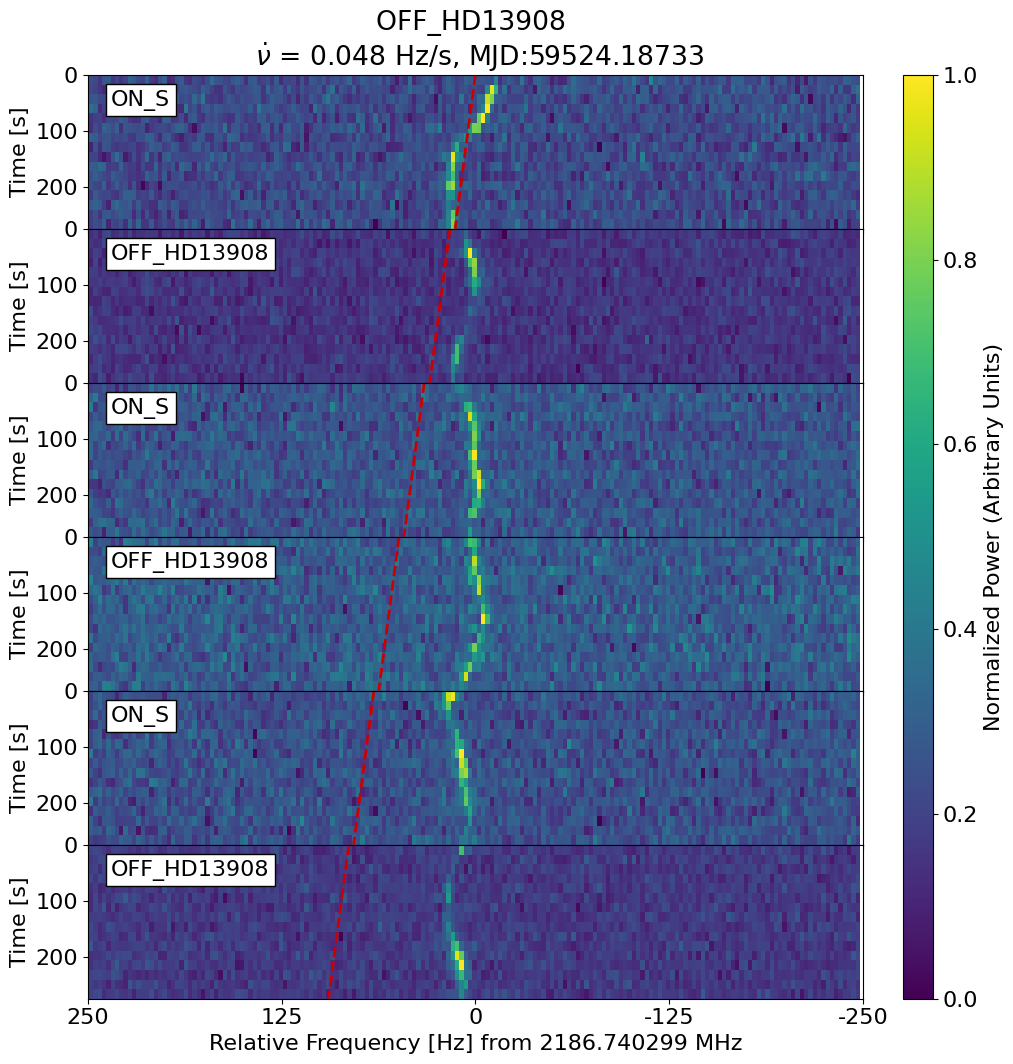 OFF_HD13908
ν̇ = 0.048 Hz/s, MJD:59524.18733
0
ON_S
100
200
Time [s]
0
OFF_HD13908
100
200
Time [s]
0
ON_S
100
200
Time [s]
0
OFF_HD13908
100
200
Time [s]
0
ON_S
100
200
Time [s]
0
OFF_HD13908
100
200
Time [s]
250 125 0 -125 -250
Relative Frequency [Hz] from 2186.740299 MHz
1.0
0.8
0.6
0.4
0.2
0.0
Normalized Power (Arbitrary Units)